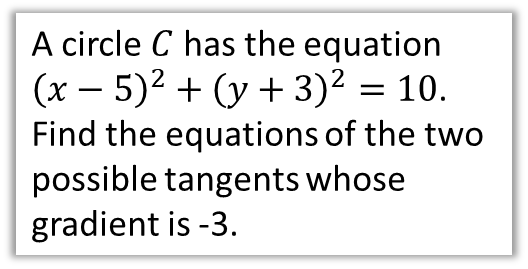 A circle 𝐶 has the equation
(𝑥 − 5)² + (𝑦 + 3)² = 10.
Find the equations of the two
possible tangents whose
gradient is -3.